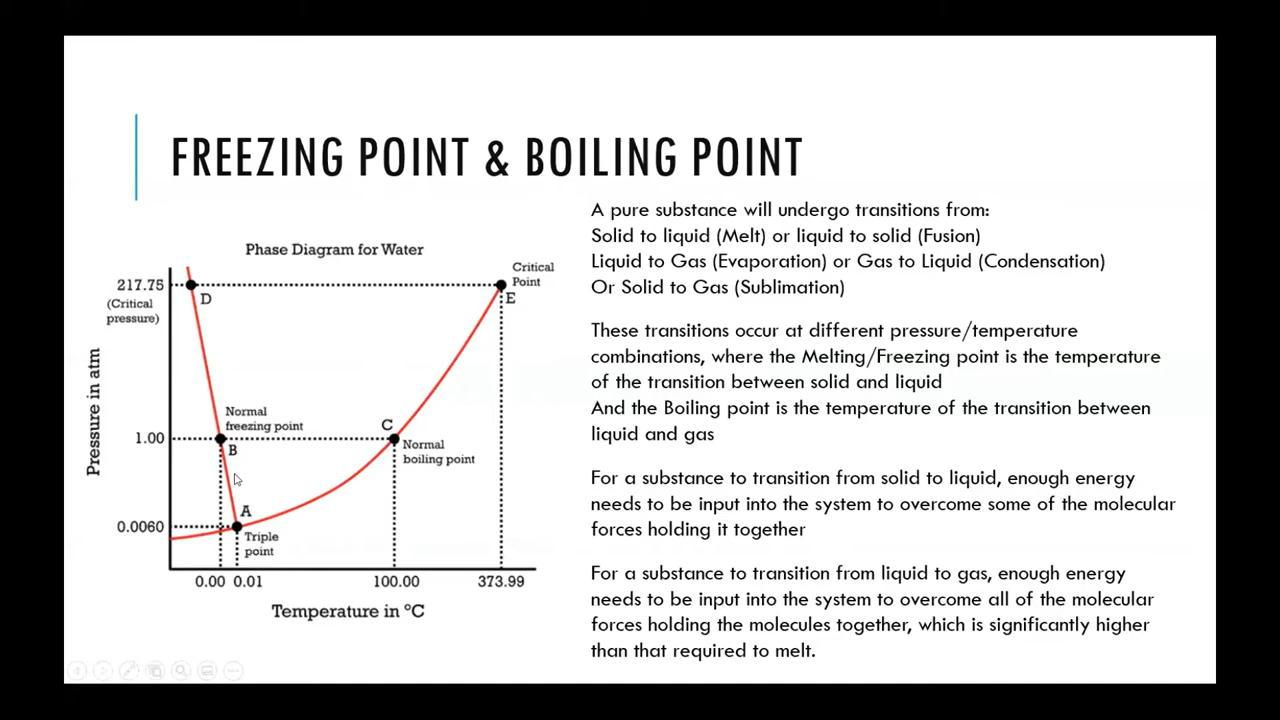 FREEZING POINT & BOILING POINT
Phase Diagram for Water
217.75
(Critical
pressure)
D
Critical
Point
E
Pressure in atm
Normal
freezing point
1.00
B
C
Normal
boiling point
0.0060
A
Triple
point
0.00 0.01 100.00 373.99
Temperature in °C
A pure substance will undergo transitions from:
Solid to liquid (Melt) or liquid to solid (Fusion)
Liquid to Gas (Evaporation) or Gas to Liquid (Condensation)
Or Solid to Gas (Sublimation)
These transitions occur at different pressure/temperature
combinations, where the Melting/Freezing point is the temperature
of the transition between solid and liquid
And the Boiling point is the temperature of the transition between
liquid and gas
For a substance to transition from solid to liquid, enough energy
needs to be input into the system to overcome some of the molecular
forces holding it together
For a substance to transition from liquid to gas, enough energy
needs to be input into the system to overcome all of the molecular
forces holding the molecules together, which is significantly higher
than that required to melt.